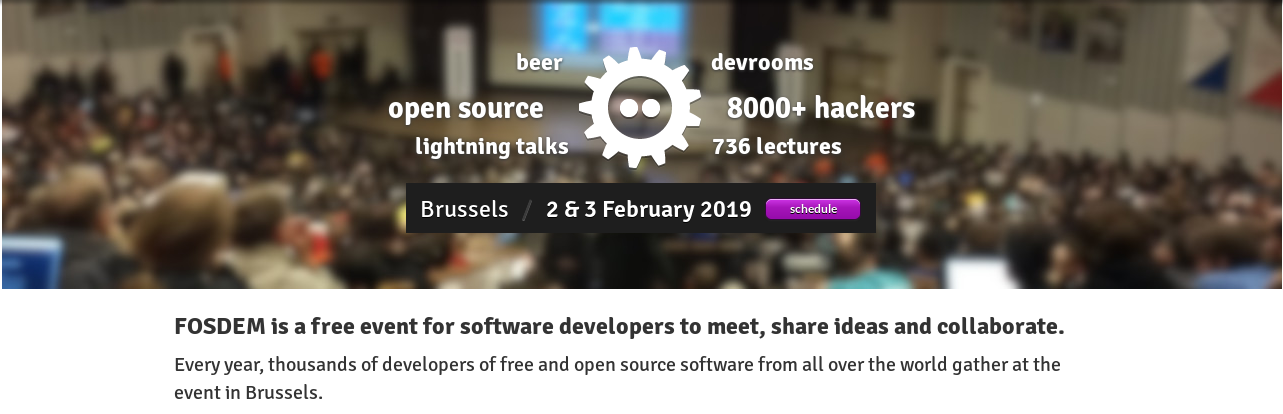 beer
devrooms
open source
8000+ hackers
lightning talks
736 lectures
Brussels / 2 & 3 February 2019 schedule
FOSDEM is a free event for software developers to meet, share ideas and collaborate.
Every year, thousands of developers of free and open source software from all over the world gather at the
event in Brussels.